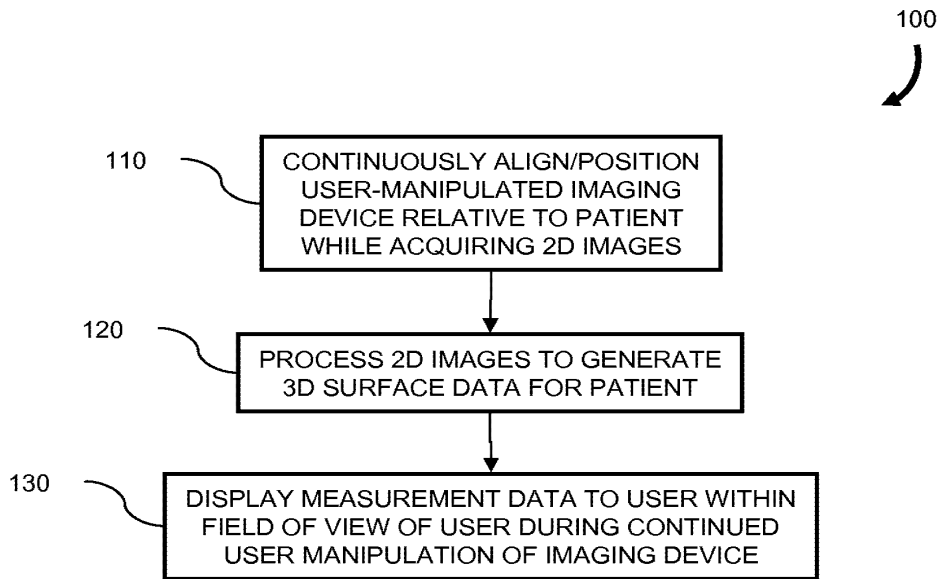 100
110
CONTINUOUSLY ALIGN/POSITION
USER-MANIPULATED IMAGING
DEVICE RELATIVE TO PATIENT
WHILE ACQUIRING 2D IMAGES
120
PROCESS 2D IMAGES TO GENERATE
3D SURFACE DATA FOR PATIENT
130
DISPLAY MEASUREMENT DATA TO USER WITHIN
FIELD OF VIEW OF USER DURING CONTINUED
USER MANIPULATION OF IMAGING DEVICE